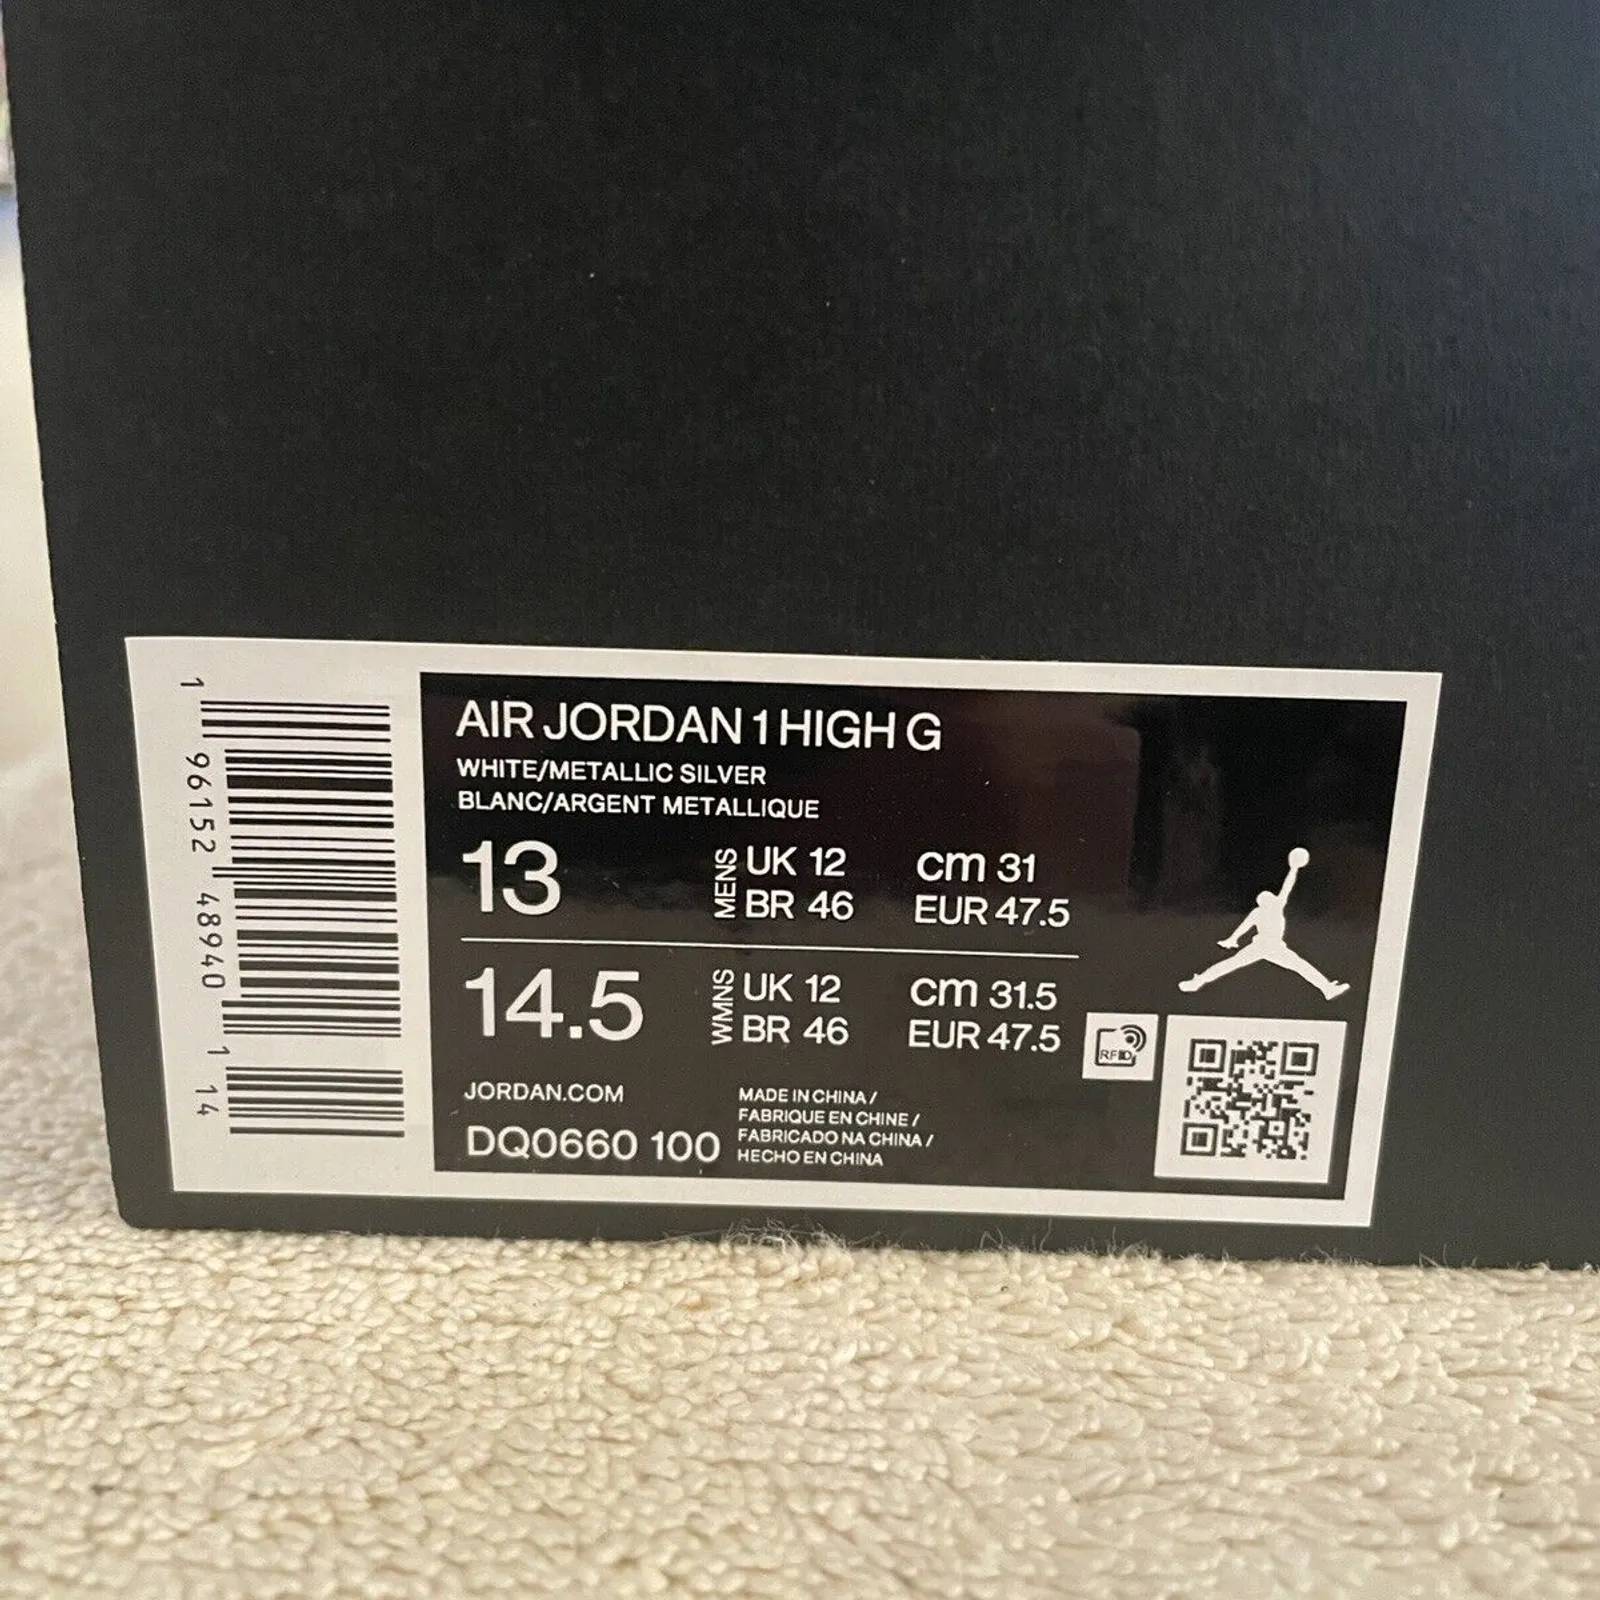 AIR JORDAN 1 HIGH G
WHITE/METALLIC SILVER
BLANC/ARGENT METALLIQUE
13 MENS UK 12 cm 31
BR 46 EUR 47.5
14.5 WMNS UK 12 cm 31.5
BR 46 EUR 47.5
RFID
JORDAN.COM
DQ0660 100
MADE IN CHINA /
FABRIQUE EN CHINE /
FABRICADO NA CHINA /
HECHO EN CHINA
1 96152 48940 1 14